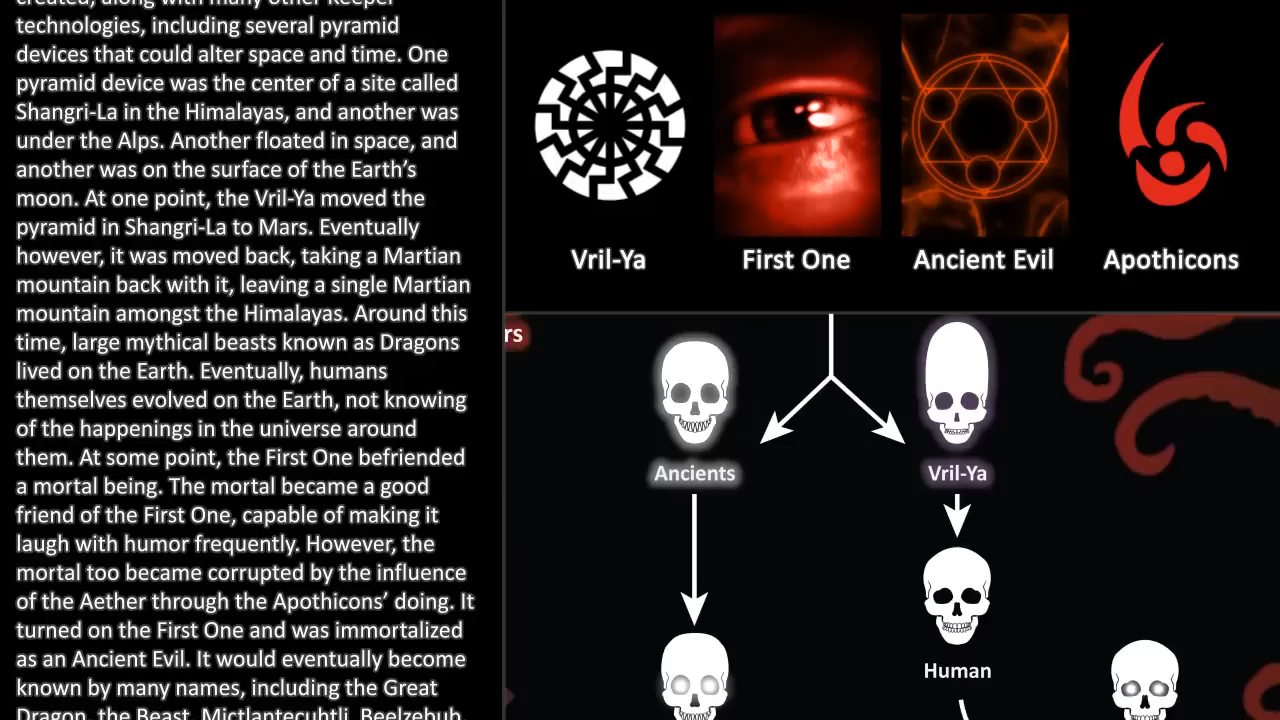 created, along with many other Keeper
technologies, including several pyramid
devices that could alter space and time. One
pyramid device was the center of a site called
Shangri-La in the Himalayas, and another was
under the Alps. Another floated in space, and
another was on the surface of the Earth’s
moon. At one point, the Vril-Ya moved the
pyramid in Shangri-La to Mars. Eventually
however, it was moved back, taking a Martian
mountain back with it, leaving a single Martian
mountain amongst the Himalayas. Around this
time, large mythical beasts known as Dragons
lived on the Earth. Eventually, humans
themselves evolved on the Earth, not knowing
of the happenings in the universe around
them. At some point, the First One befriended
a mortal being. The mortal became a good
friend of the First One, capable of making it
laugh with humor frequently. However, the
mortal too became corrupted by the influence
of the Aether through the Apothicons’ doing. It
turned on the First One and was immortalized
as an Ancient Evil. It would eventually become
known by many names, including the Great
Dragon, the Beast, Mictlantecuhtli, Beelzebub,
Vril-Ya
First One
Ancient Evil
Apothicons
rs
Ancients
Vril-Ya
Human